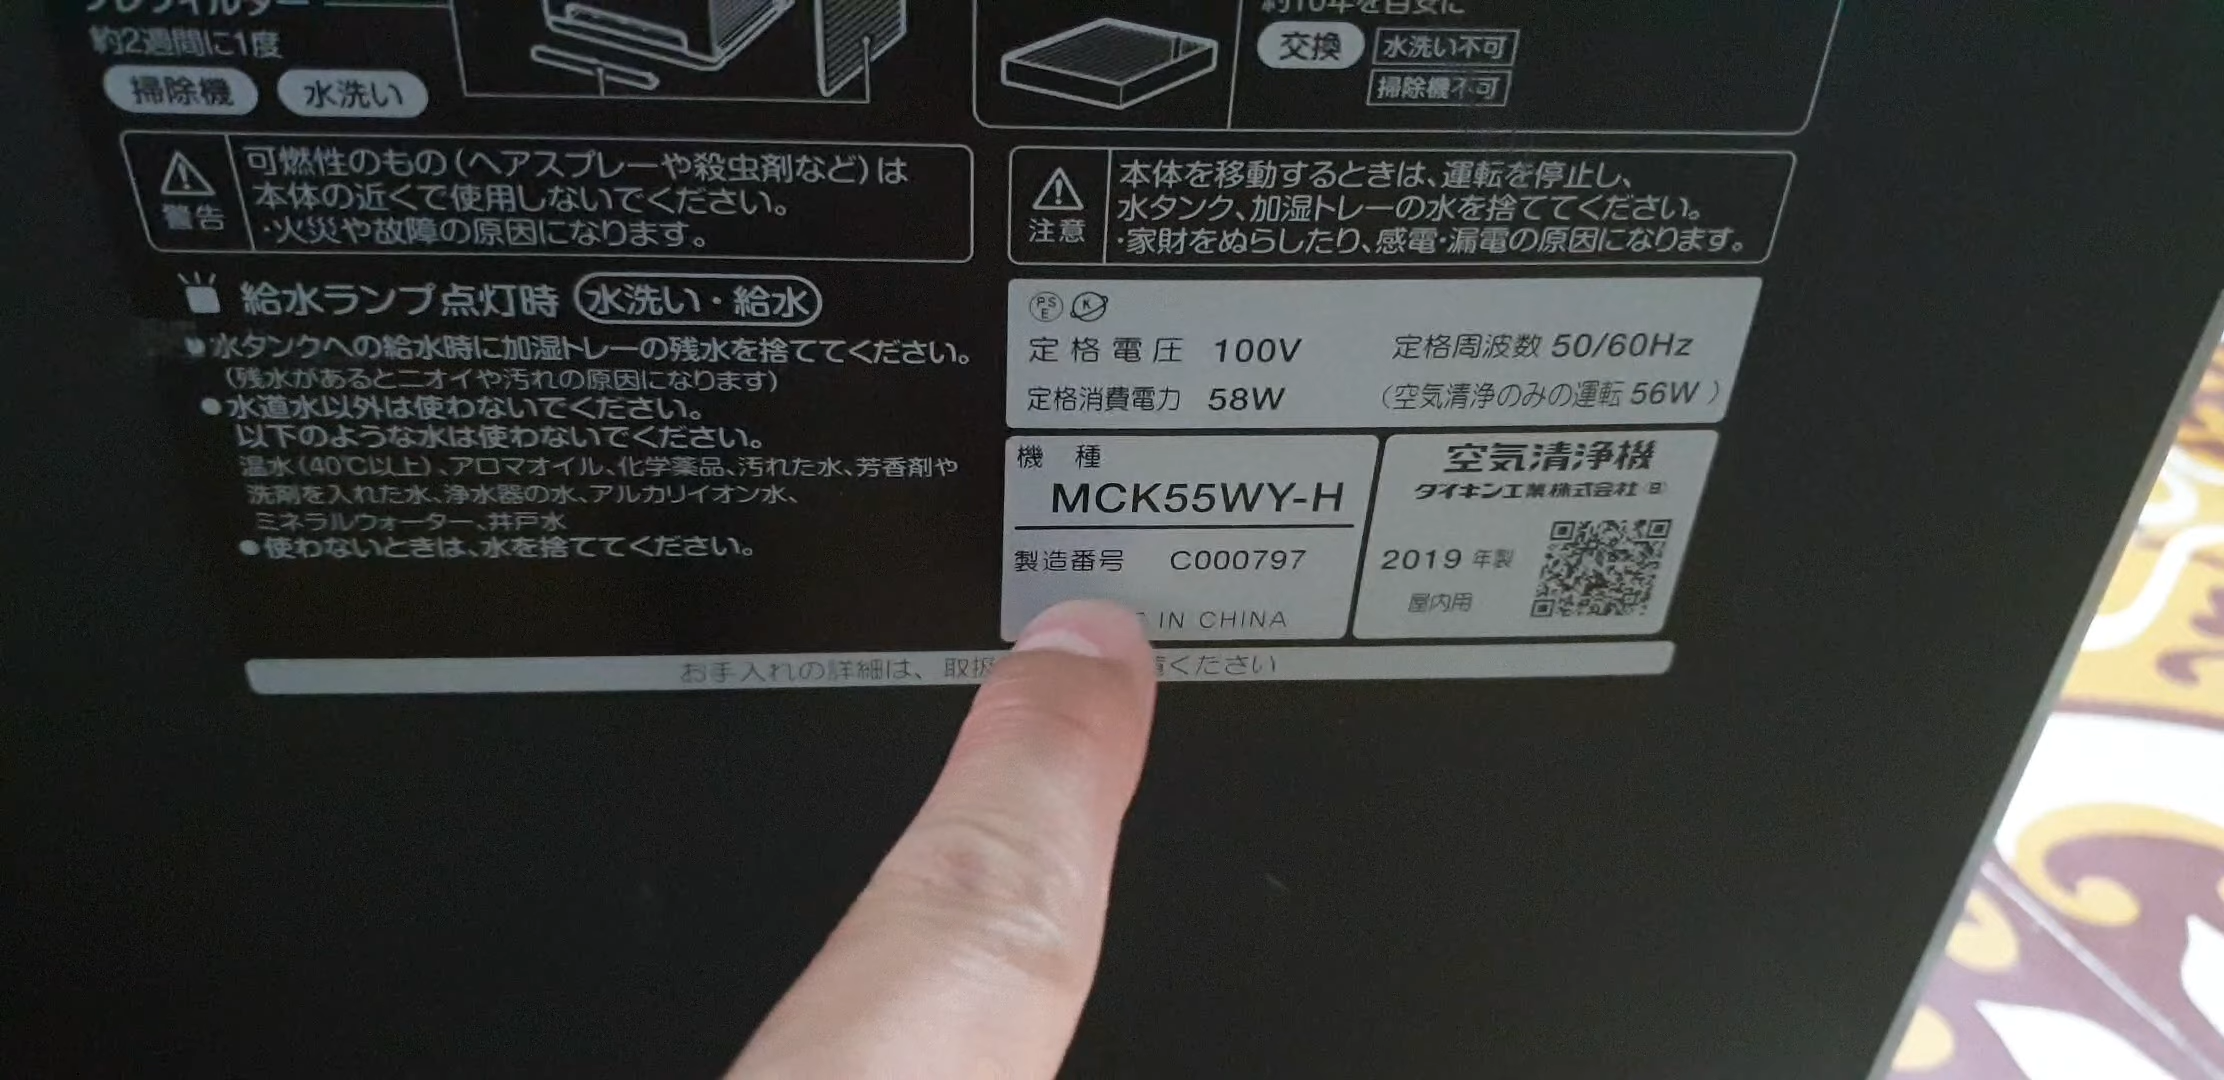 プレフィルター
約2週間に1度
掃除機 水洗い
約10年を目安に
交換 水洗い不可
掃除機不可
警告
可燃性のもの(ヘアスプレーや殺虫剤など)は
本体の近くで使用しないでください。
・火災や故障の原因になります。
注意
本体を移動するときは、運転を停止し、
水タンク、加湿トレーの水を捨ててください。
・家財をぬらしたり、感電・漏電の原因になります。
給水ランプ点灯時 水洗い・給水
●水タンクへの給水時に加湿トレーの残水を捨ててください。
(残水があるとニオイや汚れの原因になります)
●水道水以外は使わないでください。
以下のような水は使わないでください。
温水(40℃以上)、アロマオイル、化学薬品、汚れた水、芳香剤や
洗剤を入れた水、浄水器の水、アルカリイオン水、
ミネラルウォーター、井戸水
●使わないときは、水を捨ててください。
PSE K
定格電圧 100V 定格周波数 50/60Hz
定格消費電力 58W (空気清浄のみの運転 56W )
機種
MCK55WY-H
製造番号 C000797
IN CHINA
空気清浄機
ダイキン工業株式会社 B
2019 年製
屋内用
お手入れの詳細は、取扱 ください